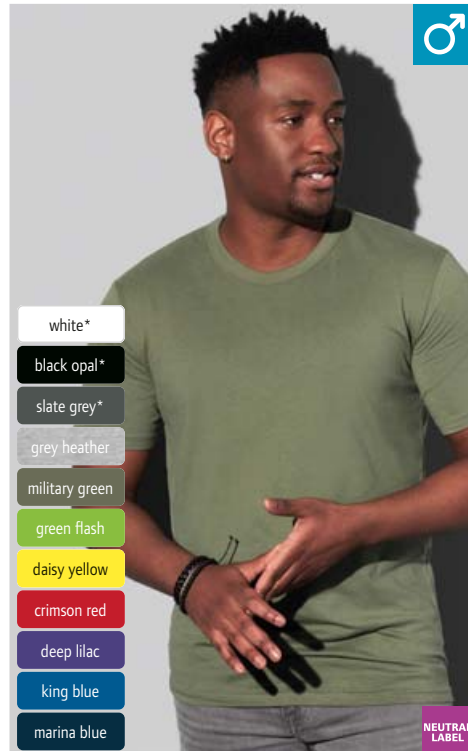 white*
black opal*
slate grey*
grey heather
military green
green flash
daisy yellow
crimson red
deep lilac
king blue
marina blue
NEUTRAL
LABEL